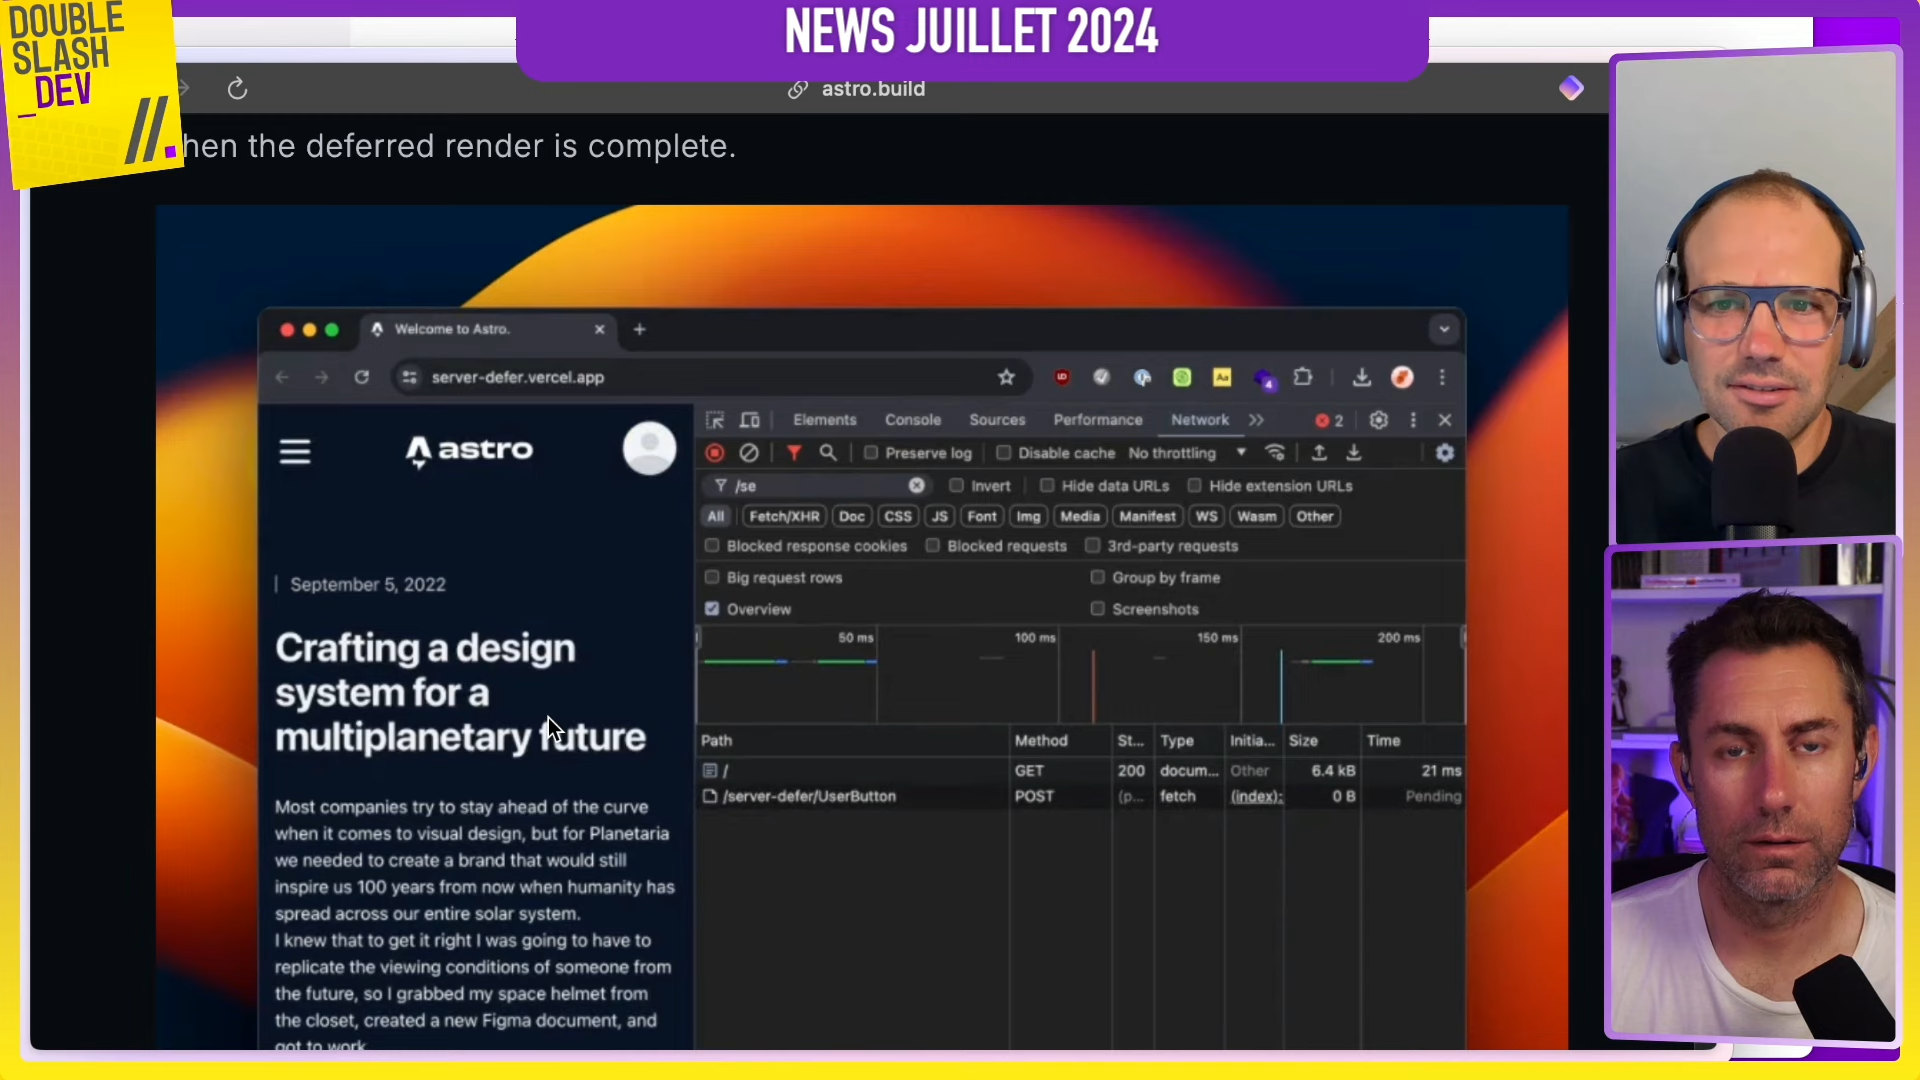 DOUBLE
SLASH
_DEV
//.
NEWS JUILLET 2024
astro.build
hen the deferred render is complete.
Welcome to Astro.
server-defer.vercel.app
4
astro
Elements Console Sources Performance Network
2
Preserve log Disable cache No throttling
/se
Invert Hide data URLs Hide extension URLs
All Fetch/XHR Doc CSS JS Font Img Media Manifest WS Wasm Other
Blocked response cookies Blocked requests 3rd-party requests
Big request rows Group by frame
Overview Screenshots
50 ms 100 ms 150 ms 200 ms
Path Method St... Type Initia... Size Time
/ GET 200 docum... Other 6.4 kB 21 ms
/server-defer/UserButton POST (p... fetch (index): 0 B Pending
September 5, 2022
Crafting a design
system for a
multiplanetary future
Most companies try to stay ahead of the curve
when it comes to visual design, but for Planetaria
we needed to create a brand that would still
inspire us 100 years from now when humanity has
spread across our entire solar system.
I knew that to get it right I was going to have to
replicate the viewing conditions of someone from
the future, so I grabbed my space helmet from
the closet, created a new Figma document, and
got to work.